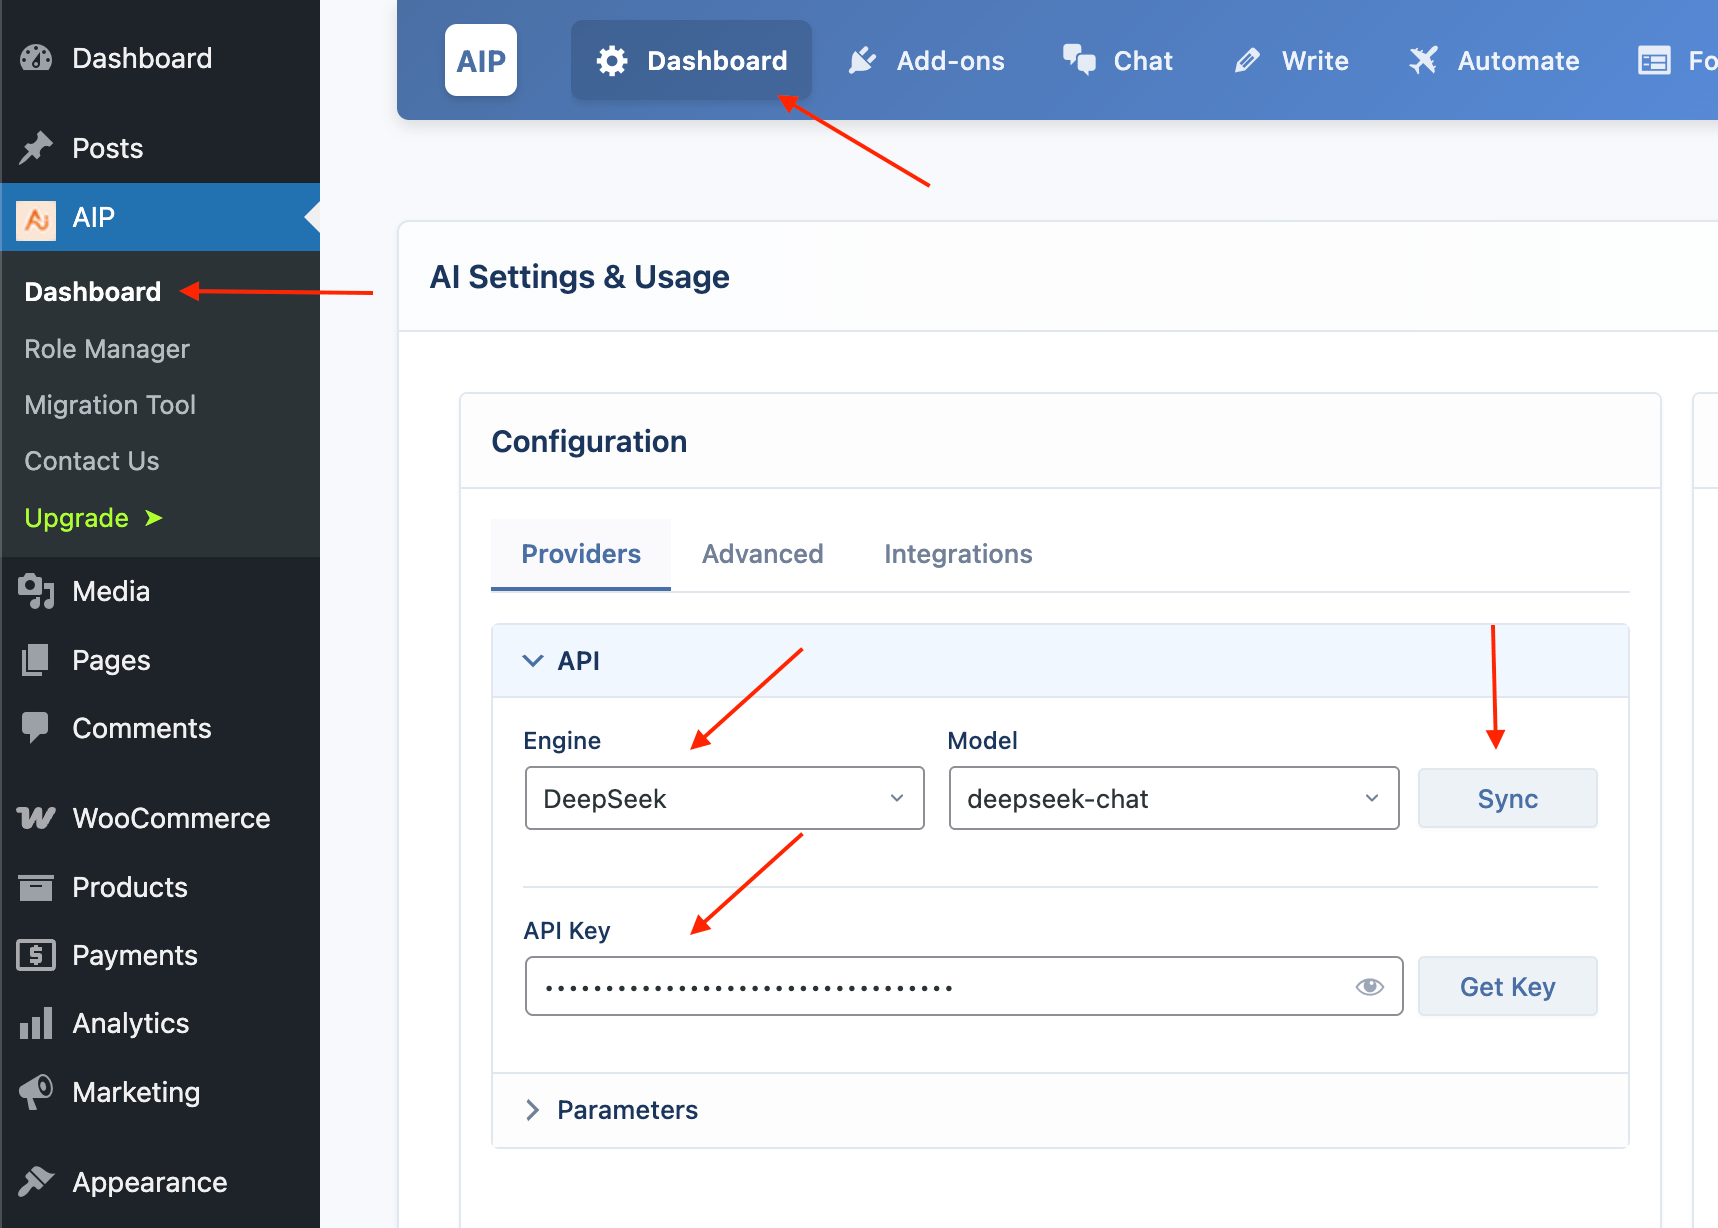 Dashboard
Posts
AIP
Dashboard
Role Manager
Migration Tool
Contact Us
Upgrade ➤
Media
Pages
Comments
WooCommerce
Products
Payments
Analytics
Marketing
Appearance
AIP
Dashboard
Add-ons
Chat
Write
Automate
Fo
AI Settings & Usage
Configuration
Providers
Advanced
Integrations
API
Engine
Model
DeepSeek
deepseek-chat
Sync
API Key
••••••••••••••••••••••••••••••••••
Get Key
Parameters